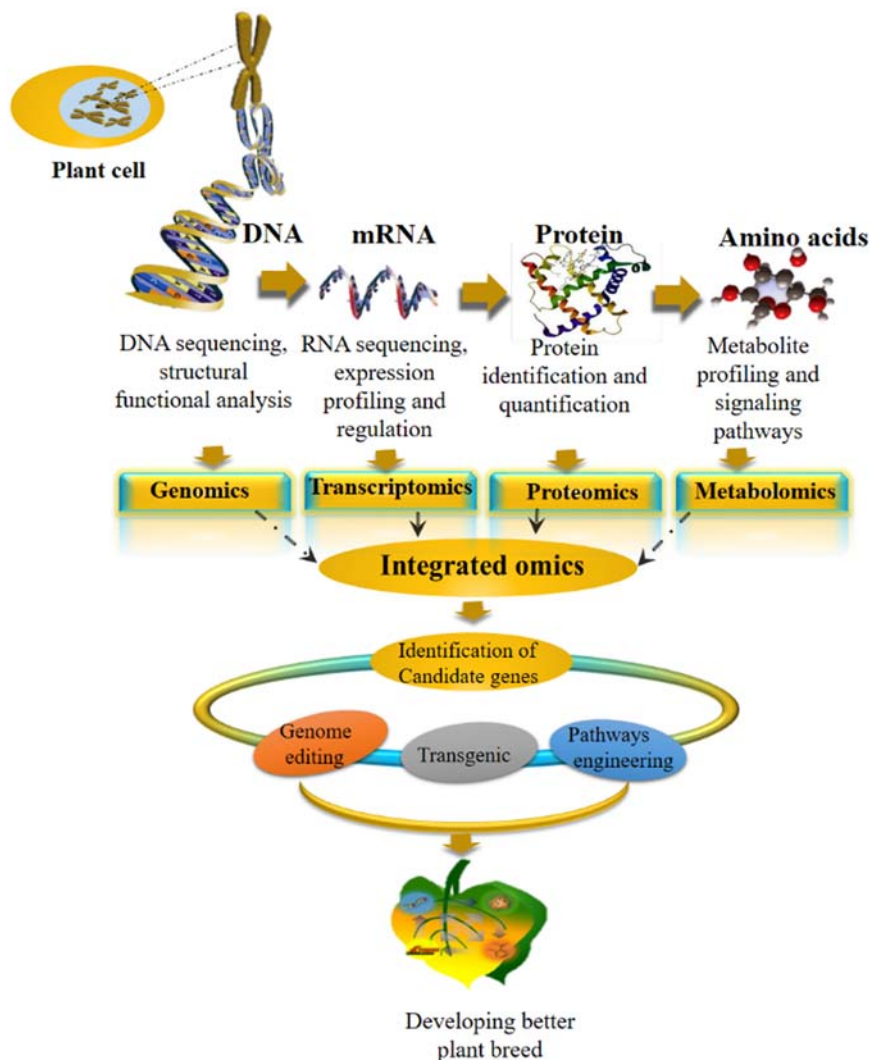 Plant cell
DNA
mRNA
Protein
Amino acids
DNA sequencing,
structural
functional analysis
RNA sequencing,
expression
profiling and
regulation
Protein
identification and
quantification
Metabolite
profiling and
signaling
pathways
Genomics
Transcriptomics
Proteomics
Metabolomics
Integrated omics
Identification of
Candidate genes
Genome
editing
Transgenic
Pathways
engineering
Developing better
plant breed